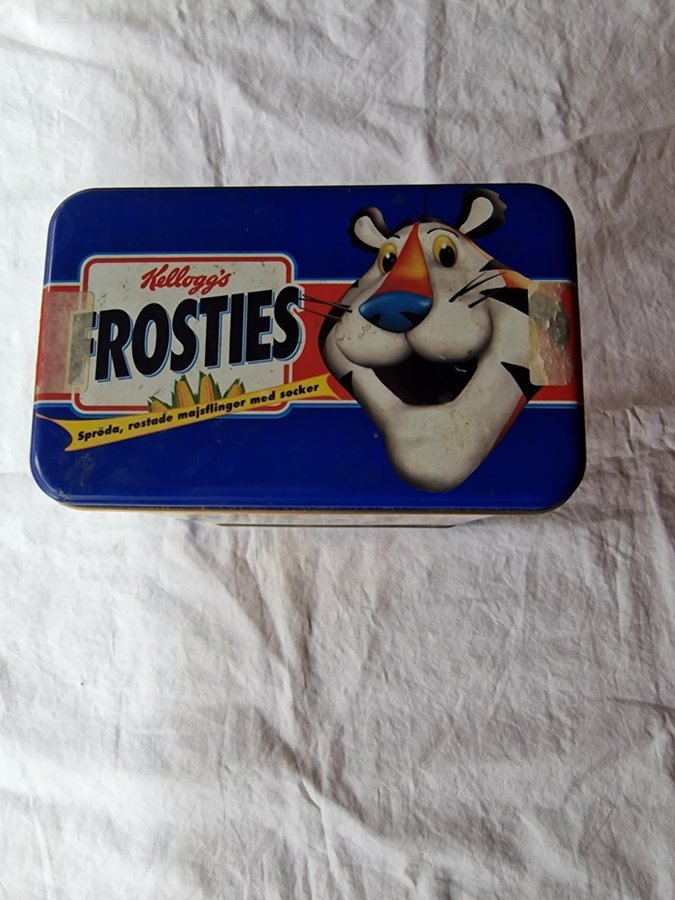 Kellogg's
FROSTIES
Spröda, rostade majsflingor med socker